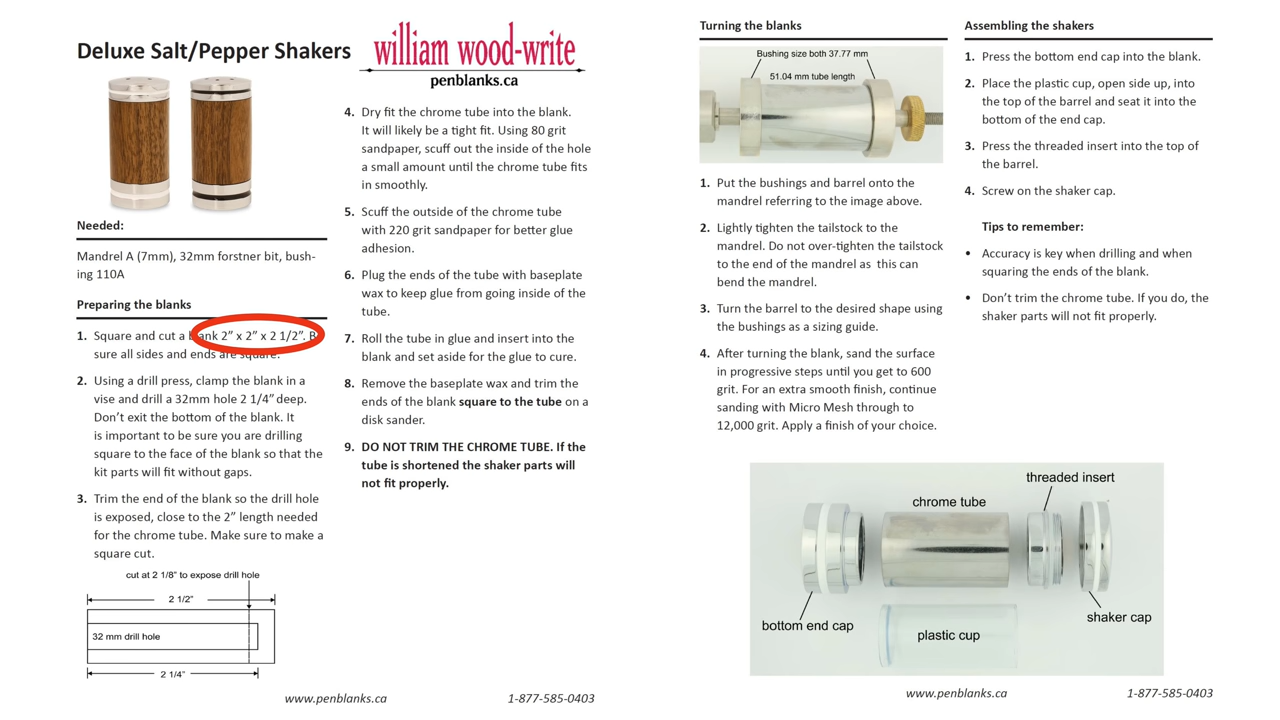 Deluxe Salt/Pepper Shakers
william wood-write
penblanks.ca
Needed:
Mandrel A (7mm), 32mm forstner bit, bush-
ing 110A
Preparing the blanks
1. Square and cut a blank 2” x 2” x 2 1/2”. Be
sure all sides and ends are square.
2. Using a drill press, clamp the blank in a
vise and drill a 32mm hole 2 1/4” deep.
Don’t exit the bottom of the blank. It
is important to be sure you are drilling
square to the face of the blank so that the
kit parts will fit without gaps.
3. Trim the end of the blank so the drill hole
is exposed, close to the 2” length needed
for the chrome tube. Make sure to make a
square cut.
cut at 2 1/8” to expose drill hole
2 1/2”
32 mm drill hole
2 1/4”
4. Dry fit the chrome tube into the blank.
It will likely be a tight fit. Using 80 grit
sandpaper, scuff out the inside of the hole
a small amount until the chrome tube fits
in smoothly.
5. Scuff the outside of the chrome tube
with 220 grit sandpaper for better glue
adhesion.
6. Plug the ends of the tube with baseplate
wax to keep glue from going inside of the
tube.
7. Roll the tube in glue and insert into the
blank and set aside for the glue to cure.
8. Remove the baseplate wax and trim the
ends of the blank square to the tube on a
disk sander.
9. DO NOT TRIM THE CHROME TUBE. If the
tube is shortened the shaker parts will
not fit properly.
www.penblanks.ca 1-877-585-0403
Turning the blanks
Bushing size both 37.77 mm
51.04 mm tube length
1. Put the bushings and barrel onto the
mandrel referring to the image above.
2. Lightly tighten the tailstock to the
mandrel. Do not over-tighten the tailstock
to the end of the mandrel as this can
bend the mandrel.
3. Turn the barrel to the desired shape using
the bushings as a sizing guide.
4. After turning the blank, sand the surface
in progressive steps until you get to 600
grit. For an extra smooth finish, continue
sanding with Micro Mesh through to
12,000 grit. Apply a finish of your choice.
Assembling the shakers
1. Press the bottom end cap into the blank.
2. Place the plastic cup, open side up, into
the top of the barrel and seat it into the
bottom of the end cap.
3. Press the threaded insert into the top of
the barrel.
4. Screw on the shaker cap.
Tips to remember:
• Accuracy is key when drilling and when
squaring the ends of the blank.
• Don’t trim the chrome tube. If you do, the
shaker parts will not fit properly.
threaded insert
chrome tube
bottom end cap
plastic cup
shaker cap
www.penblanks.ca 1-877-585-0403